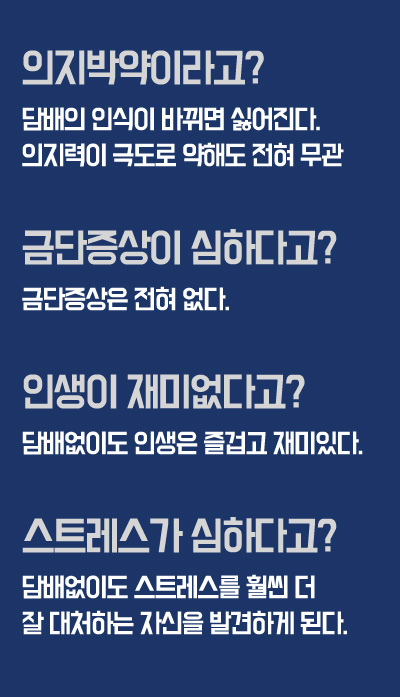 의지박약이라고?
담배의 인식이 바뀌면 싫어진다.
의지력이 극도로 약해도 전혀 무관
금단증상이 심하다고?
금단증상은 전혀 없다.
인생이 재미없다고?
담배없이도 인생은 즐겁고 재미있다.
스트레스가 심하다고?
담배없이도 스트레스를 훨씬 더
잘 대처하는 자신을 발견하게 된다.